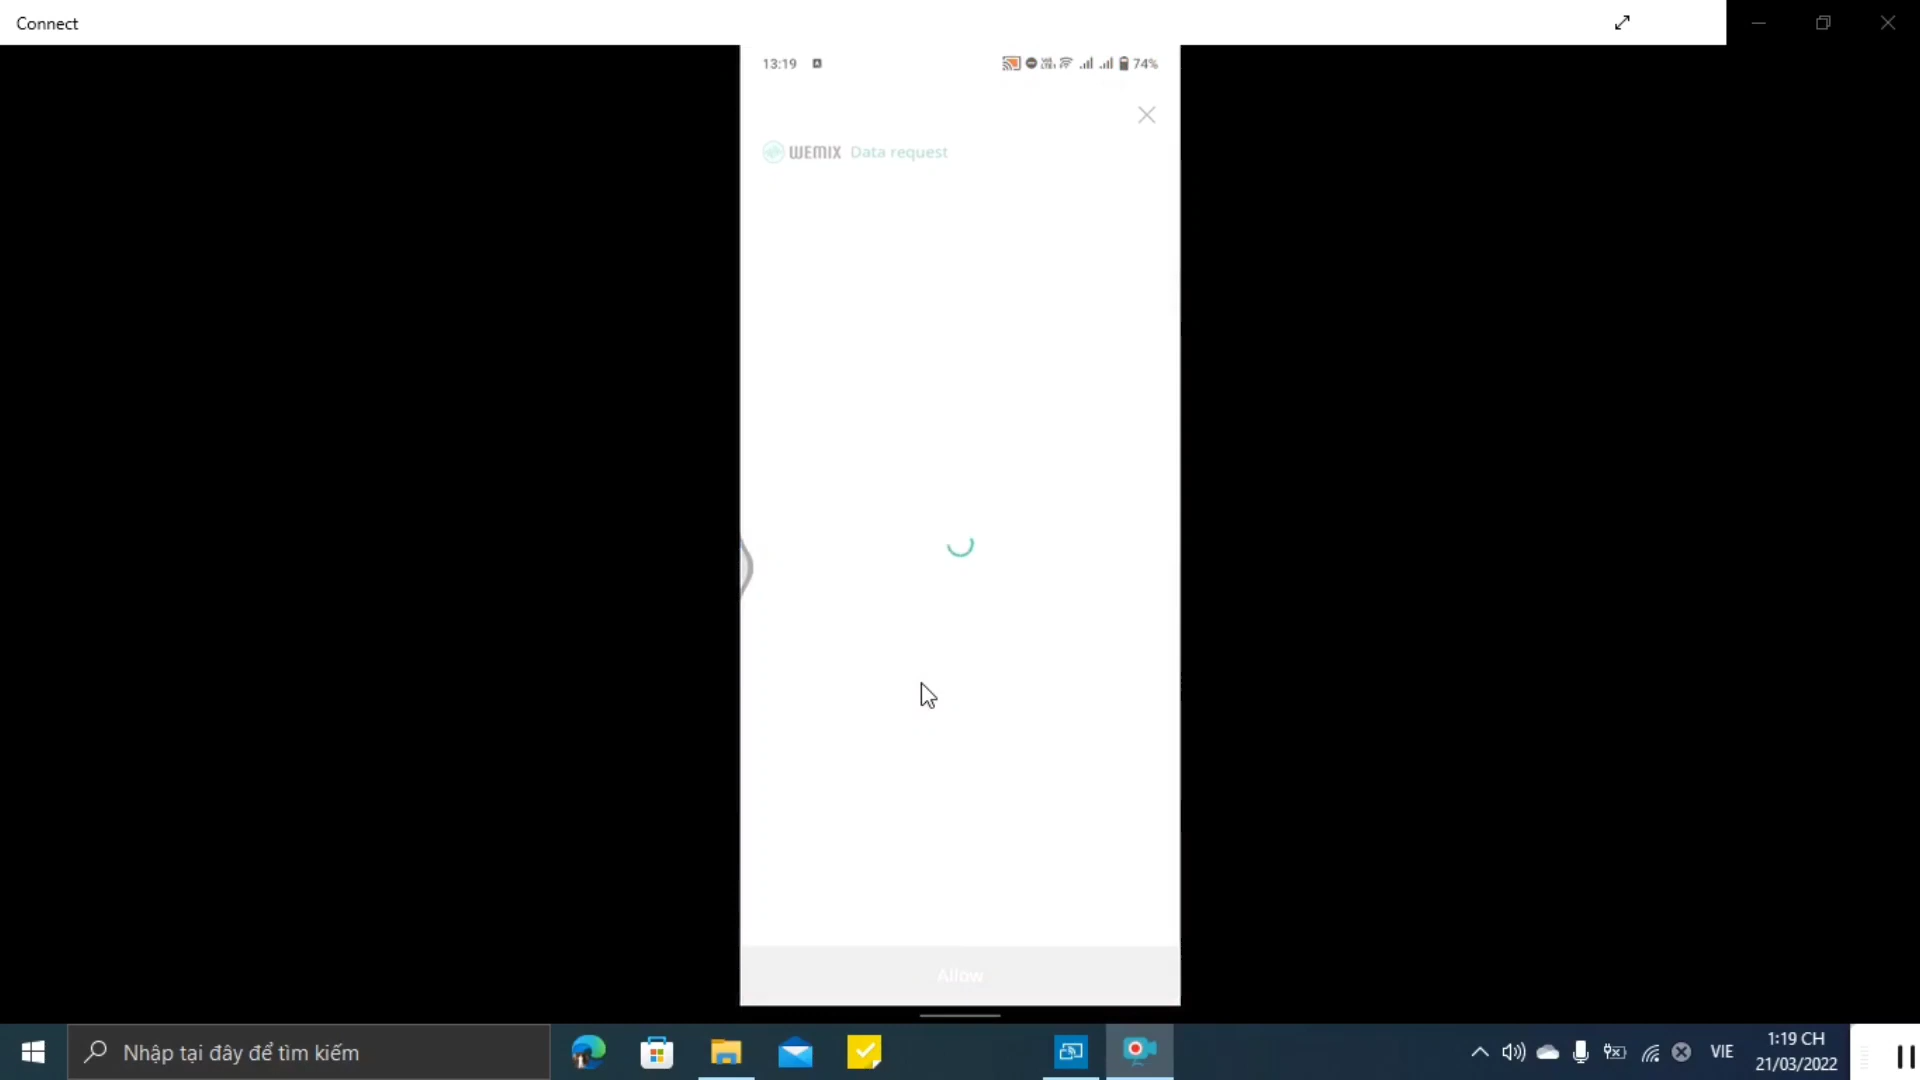 Connect
13:19
74%
WEMIX Data request
Allow
Nhập tại đây để tìm kiếm
VIE
1:19 CH
21/03/2022